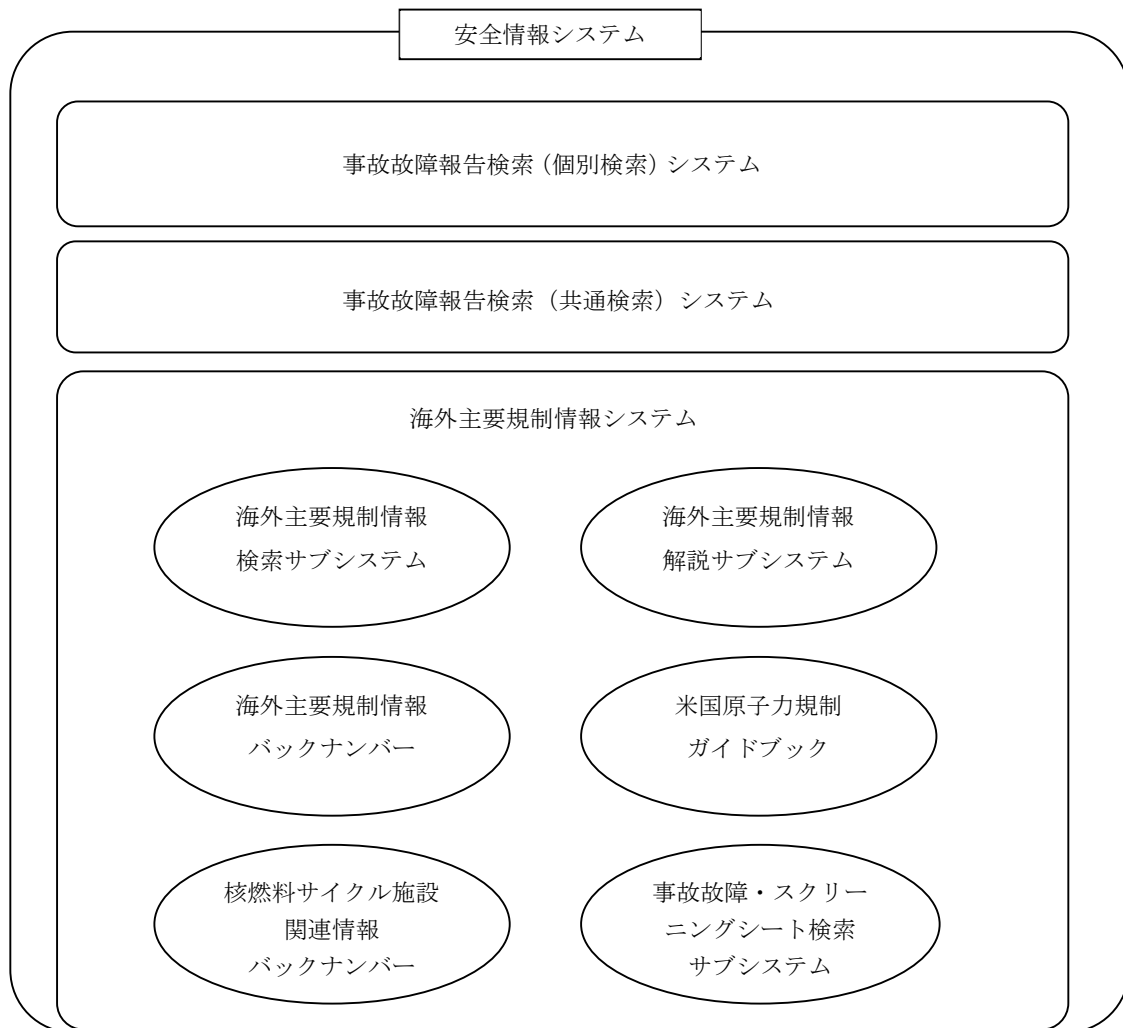 安全情報システム
事故故障報告検索（個別検索）システム
事故故障報告検索（共通検索）システム
海外主要規制情報システム
海外主要規制情報
検索サブシステム
海外主要規制情報
解説サブシステム
海外主要規制情報
バックナンバー
米国原子力規制
ガイドブック
核燃料サイクル施設
関連情報
バックナンバー
事故故障・スクリー
ニングシート検索
サブシステム